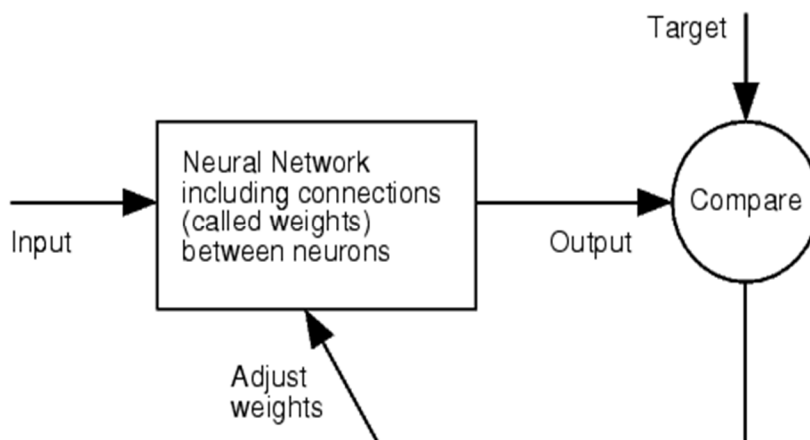 Target
Neural Network
including connections
(called weights)
between neurons
Compare
Input
Output
Adjust
weights